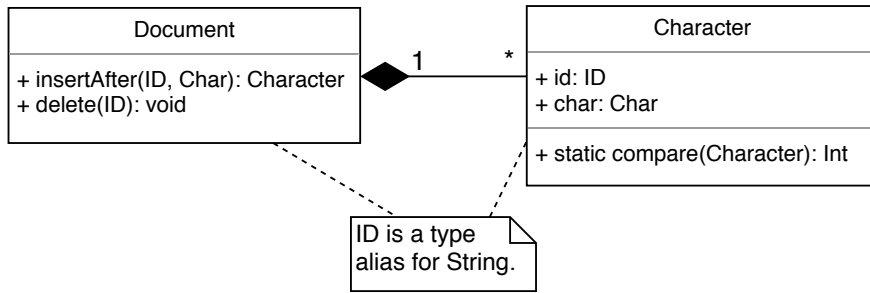 Document
+ insertAfter(ID, Char): Character
+ delete(ID): void
1
*
Character
+ id: ID
+ char: Char
+ static compare(Character): Int
ID is a type
alias for String.